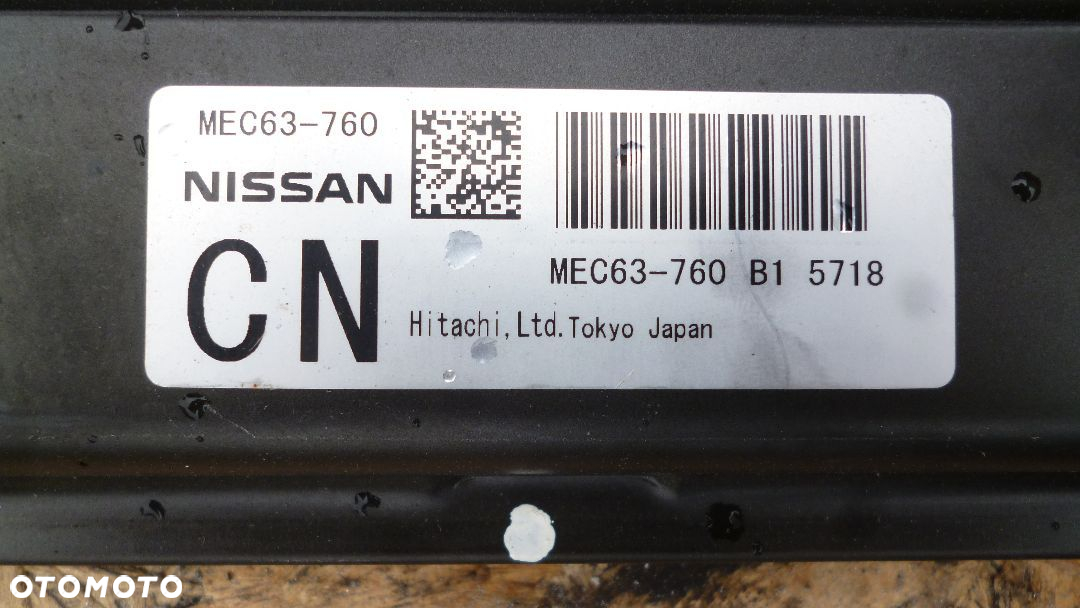 MEC63-760
NISSAN
CN
MEC63-760 B1 5718
Hitachi,Ltd.Tokyo Japan
OTOMOTO